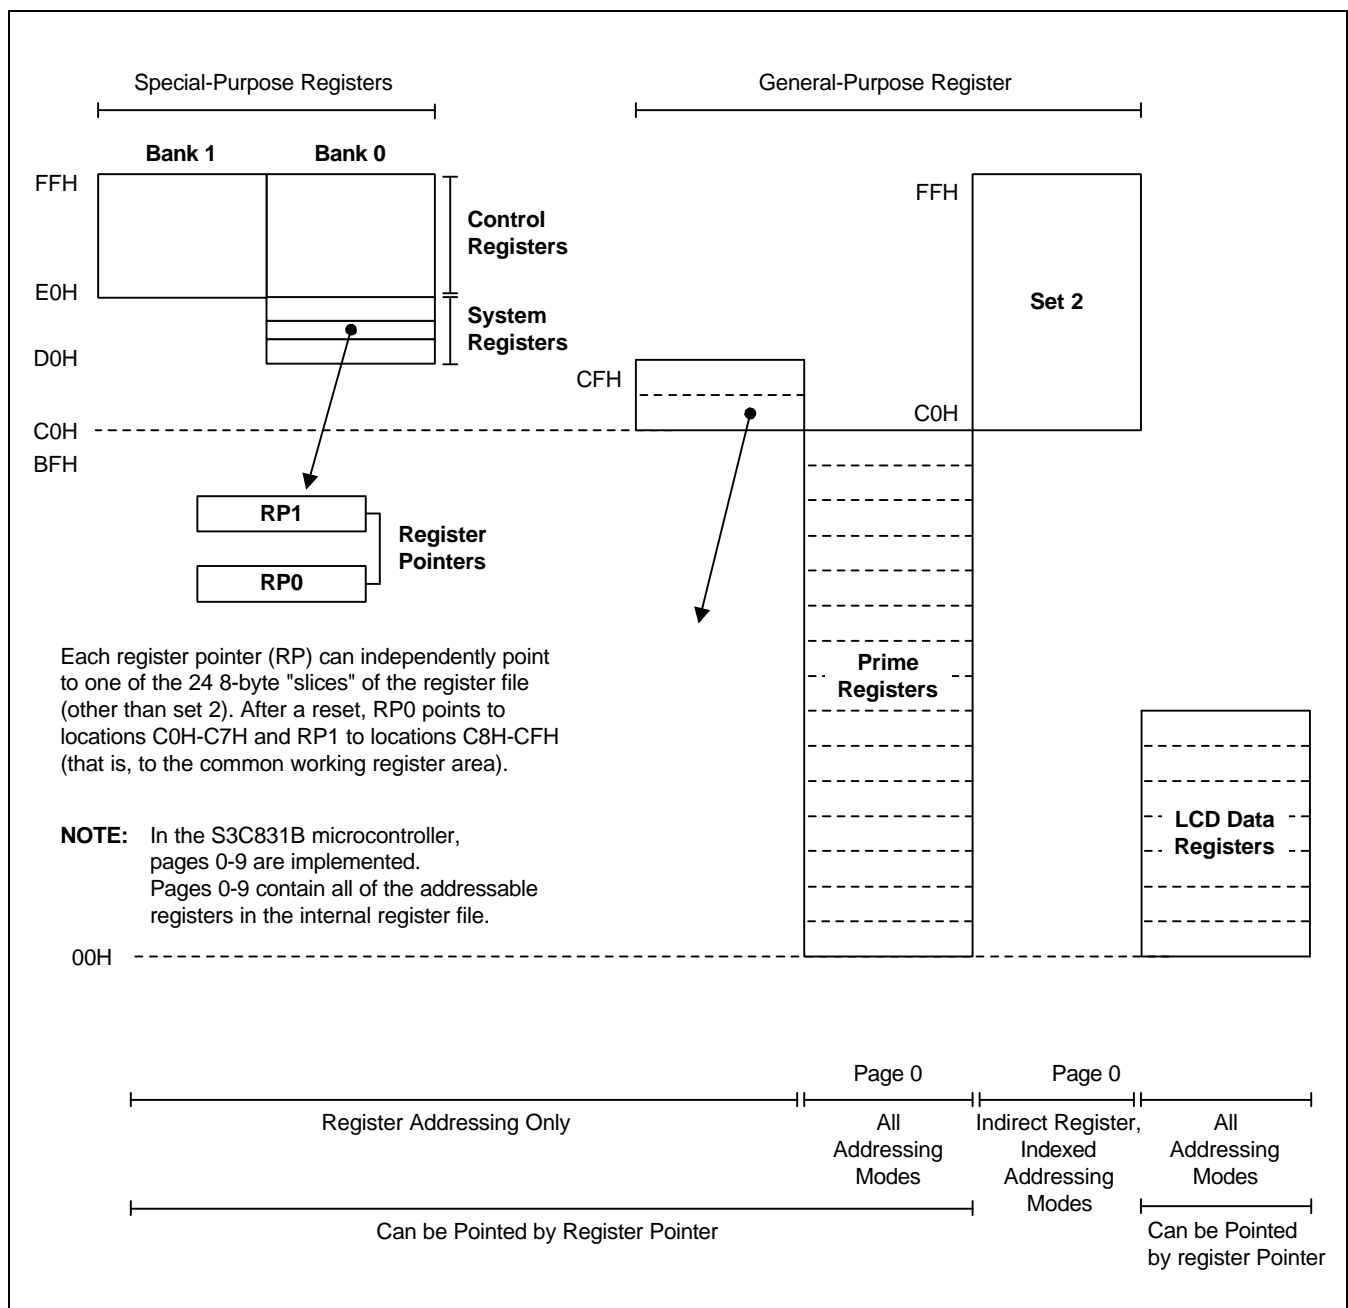 Special-Purpose Registers
General-Purpose Register
Bank 1
Bank 0
FFH
E0H
D0H
C0H
BFH
Control
Registers
System
Registers
RP1
RP0
Register
Pointers
FFH
Set 2
C0H
CFH
Prime
Registers
LCD Data
Registers
Each register pointer (RP) can independently point
to one of the 24 8-byte "slices" of the register file
(other than set 2). After a reset, RP0 points to
locations C0H-C7H and RP1 to locations C8H-CFH
(that is, to the common working register area).
NOTE: In the S3C831B microcontroller,
pages 0-9 are implemented.
Pages 0-9 contain all of the addressable
registers in the internal register file.
00H
Page 0
Page 0
Register Addressing Only
All
Addressing
Modes
Indirect Register,
Indexed
Addressing
Modes
All
Addressing
Modes
Can be Pointed by Register Pointer
Can be Pointed
by register Pointer